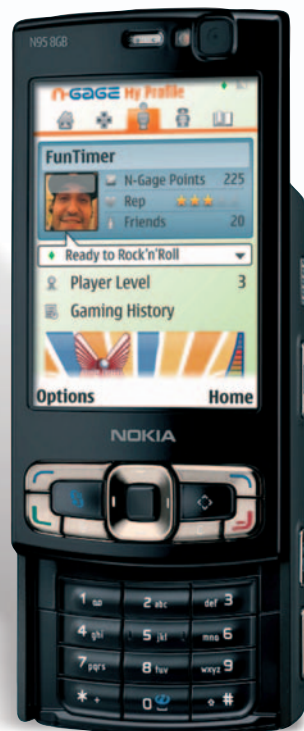 N95 8GB
N-GAGE My Profile
FunTimer
N-Gage Points 225
Rep
Friends 20
Ready to Rock'n'Roll
Player Level 3
Gaming History
Options Home
NOKIA
1 2 abc def 3
4 ghi 5 jkl mno 6
7 pqrs 8 tuv wxyz 9
* + 0 #